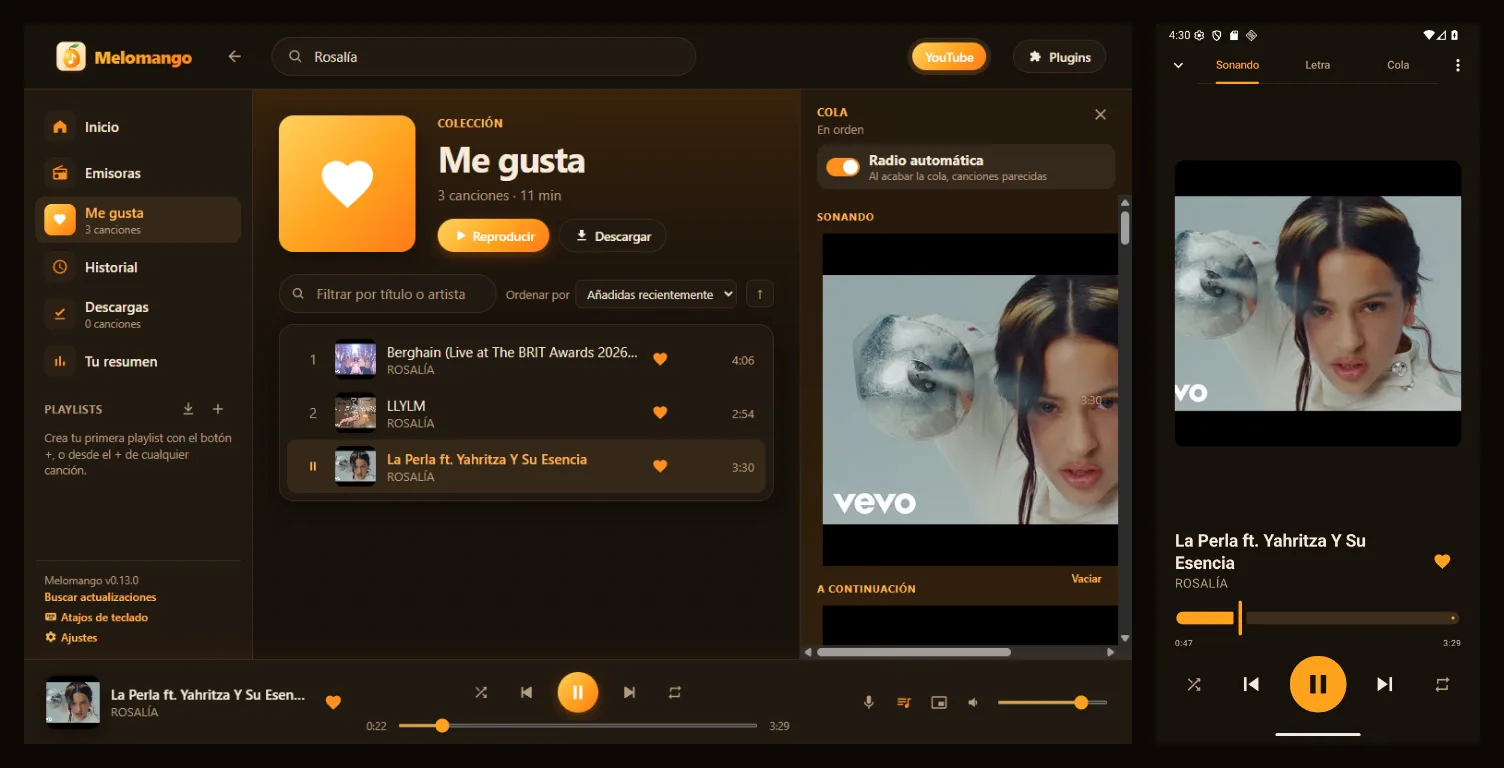 Melomango
Rosalía
YouTube
Plugins
Inicio
Emisoras
Me gusta
3 canciones
Historial
Descargas
0 canciones
Tu resumen
PLAYLISTS
Crea tu primera playlist con el botón
+, o desde el + de cualquier
canción.
Melomango v0.13.0
Buscar actualizaciones
Atajos de teclado
Ajustes
COLECCIÓN
Me gusta
3 canciones · 11 min
Reproducir
Descargar
Filtrar por título o artista
Ordenar por
Añadidas recientemente
↑
1
Berghain (Live at The BRIT Awards 2026...
ROSALÍA
4:06
2
LLYLM
ROSALÍA
2:54
La Perla ft. Yahritza Y Su Esencia
ROSALÍA
3:30
COLA
En orden
Radio automática
Al acabar la cola, canciones parecidas
SONANDO
3:30
vevo
Vaciar
A CONTINUACIÓN
La Perla ft. Yahritza Y Su Esen...
ROSALÍA
0:22
3:29
4:30
Sonando
Letra
Cola
vo
La Perla ft. Yahritza Y Su
Esencia
ROSALÍA
0:47
3:29